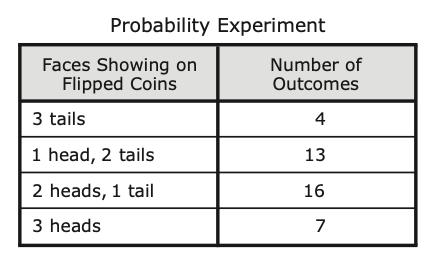 Probability Experiment
Faces Showing on Number of
Flipped Coins Outcomes
3 tails 4
1 head, 2 tails 13
2 heads, 1 tail 16
3 heads 7